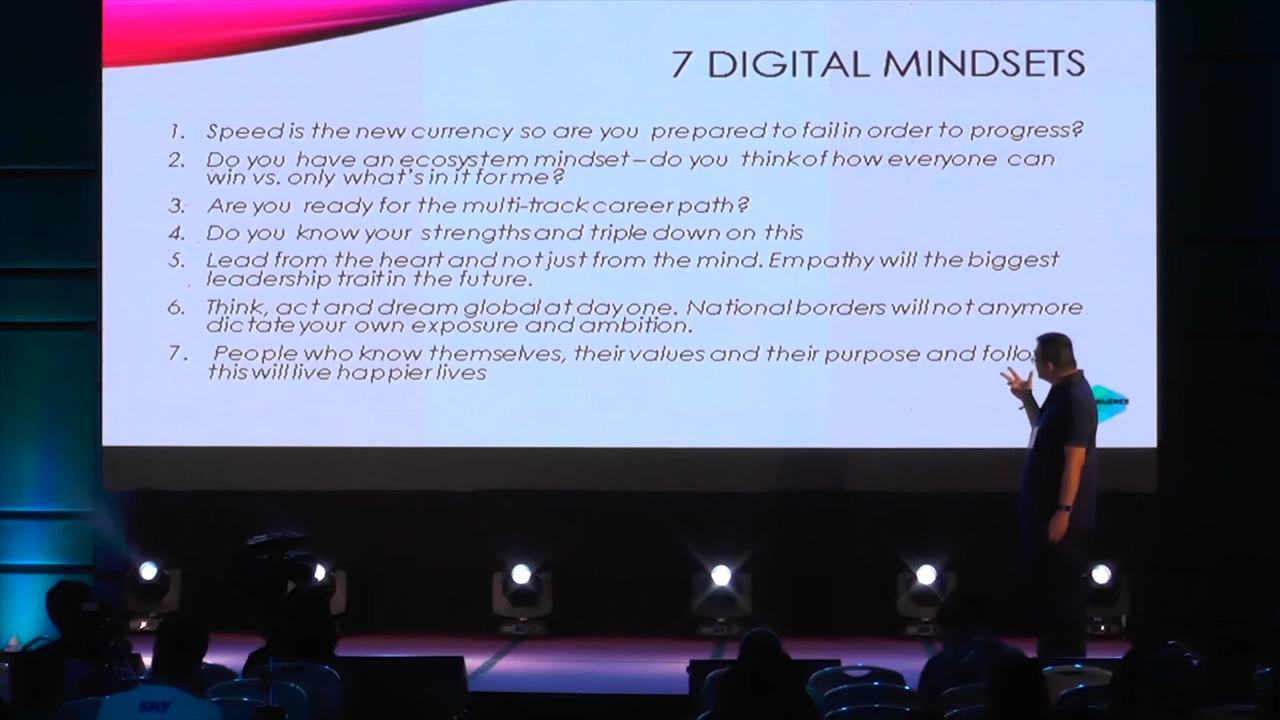 7 DIGITAL MINDSETS
1. Speed is the new currency so are you prepared to fail in order to progress?
2. Do you have an ecosystem mindset – do you think of how everyone can
win vs. only what's in it for me?
3. Are you ready for the multi-track career path?
4. Do you know your strengths and triple down on this
5. Lead from the heart and not just from the mind. Empathy will the biggest
leadership trait in the future.
6. Think, act and dream global at day one. National borders will not anymore
dictate your own exposure and ambition.
7. People who know themselves, their values and their purpose and
this will live happier lives
SKY